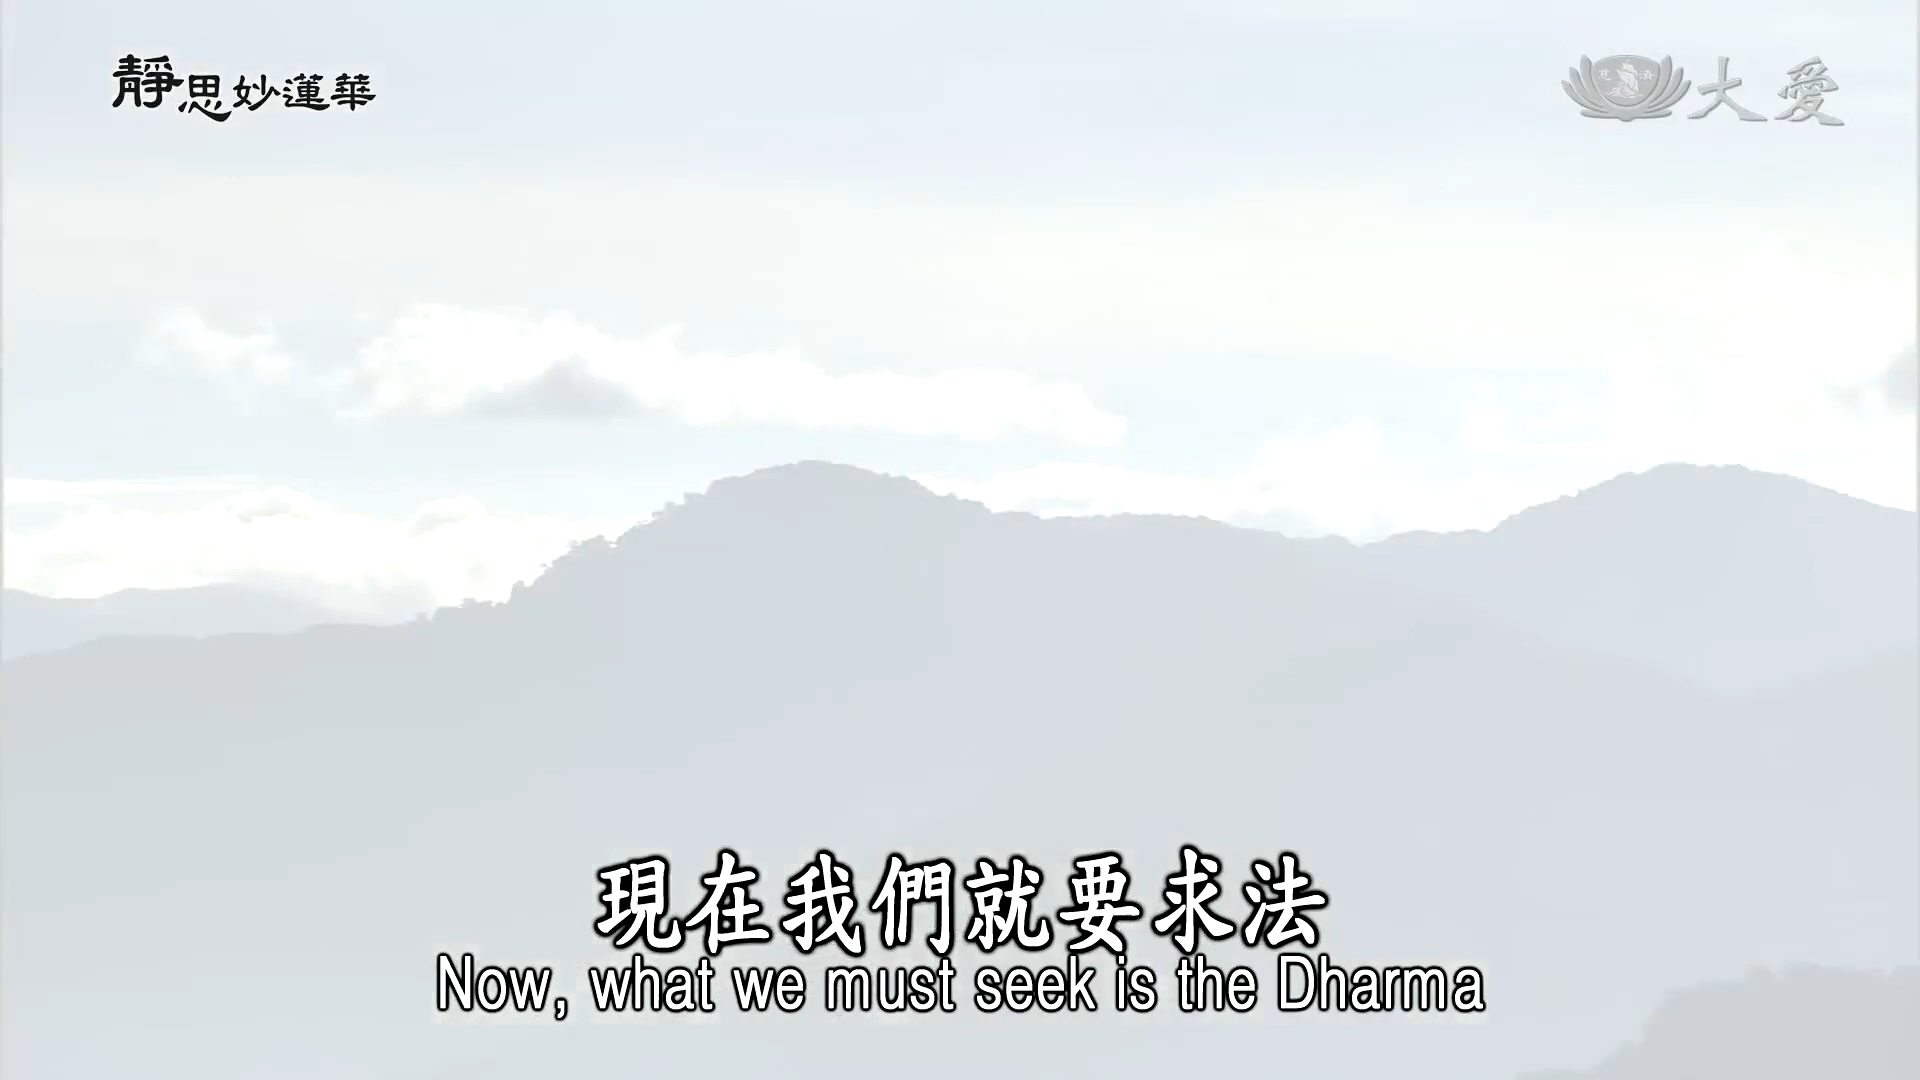 靜思妙蓮華
大愛
現在我們就要求法
Now, what we must seek is the Dharma